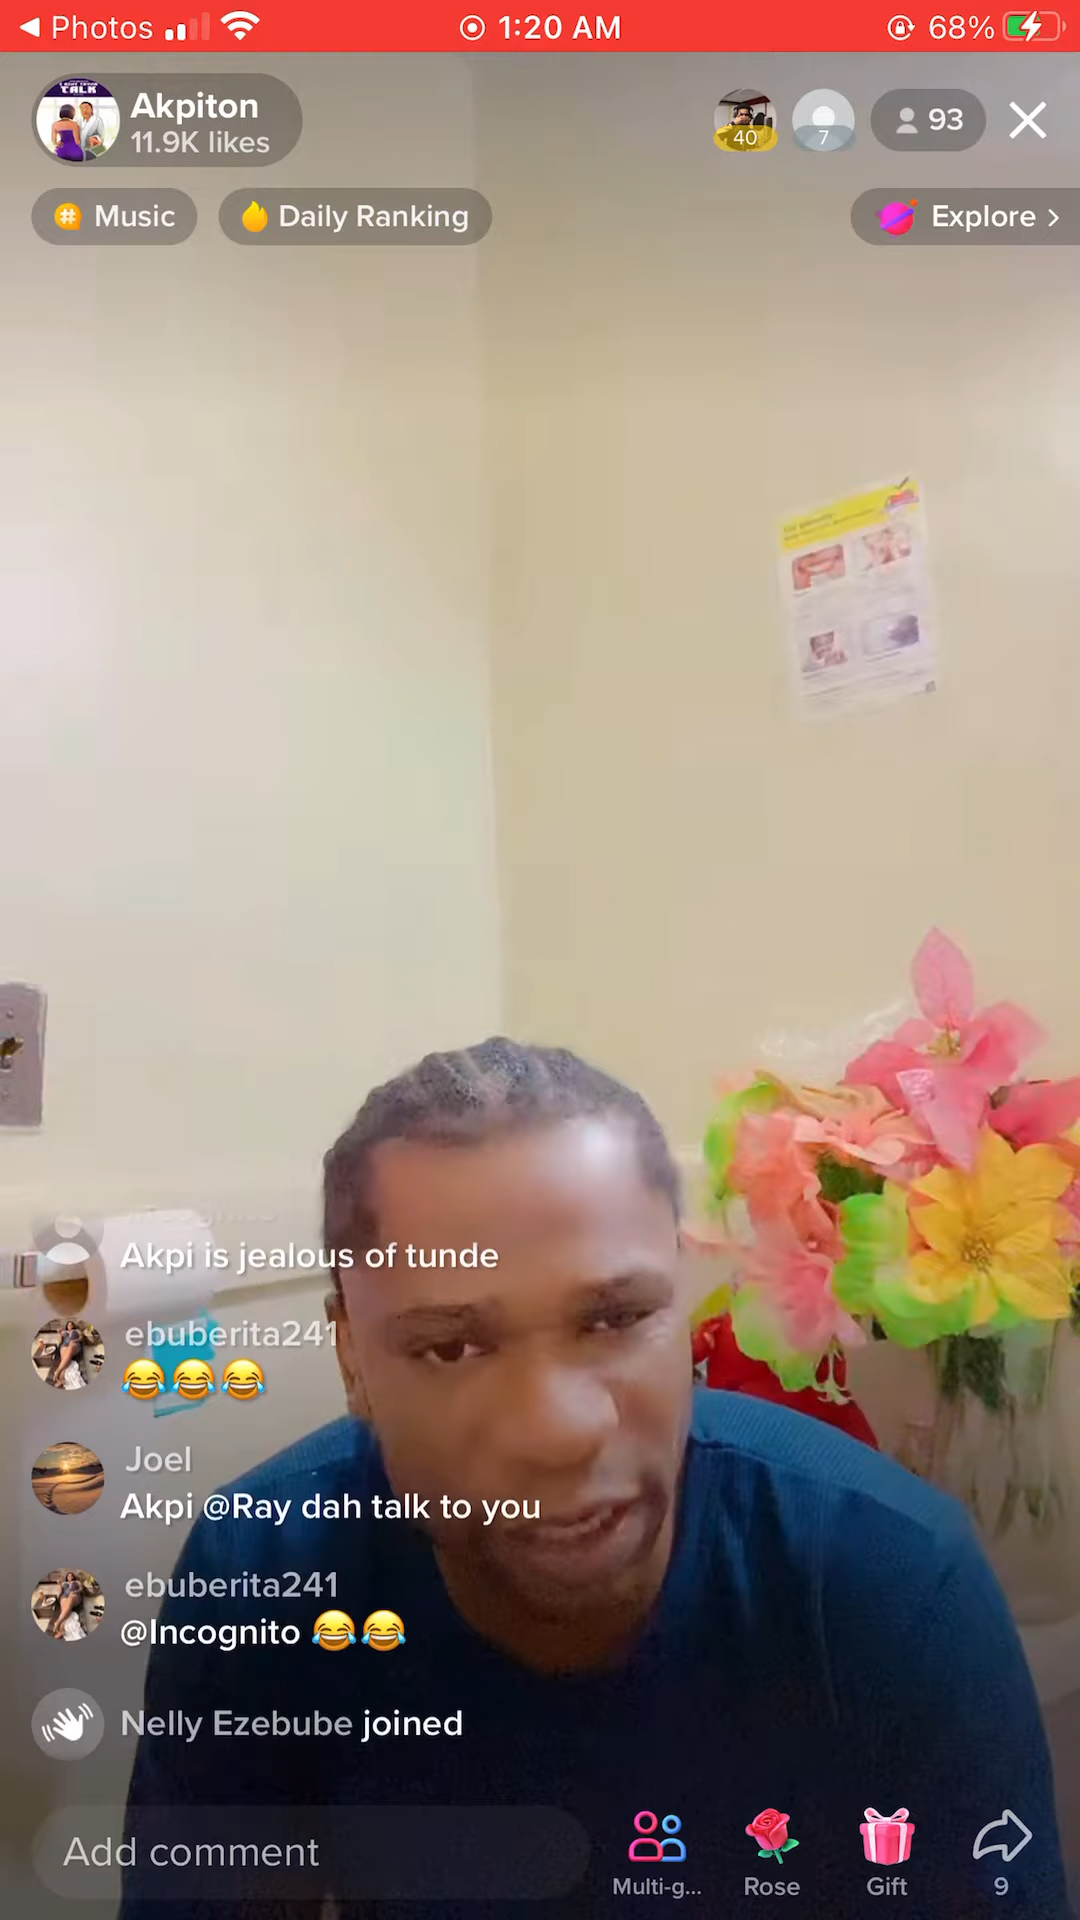 Photos
1:20 AM
68%
TALK
Akpiton
11.9K likes
40
7
93
Music
Daily Ranking
Explore
Akpi is jealous of tunde
ebuberita241
😂😂😂
Joel
Akpi @Ray dah talk to you
ebuberita241
@Incognito 😂😂
Nelly Ezebube joined
Add comment
Multi-g...
Rose
Gift
9